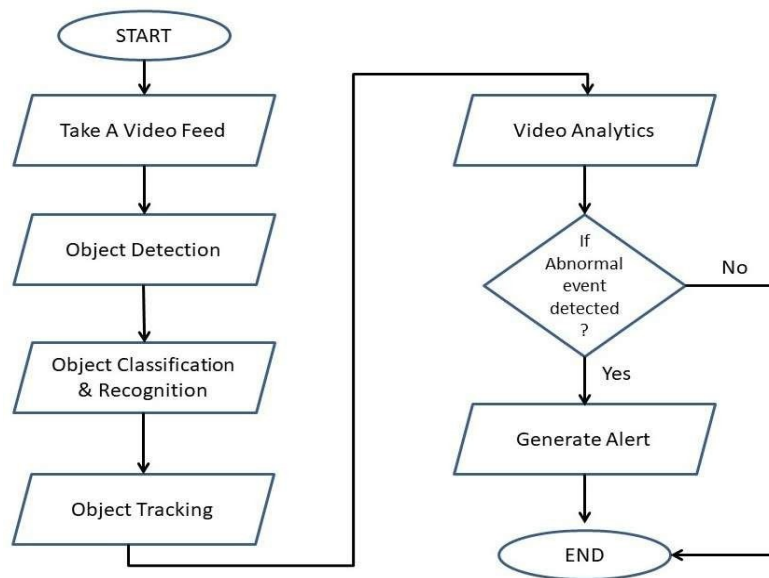 START
Take A Video Feed
Object Detection
Object Classification
& Recognition
Object Tracking
Video Analytics
If
Abnormal
event
detected
?
No
Yes
Generate Alert
END